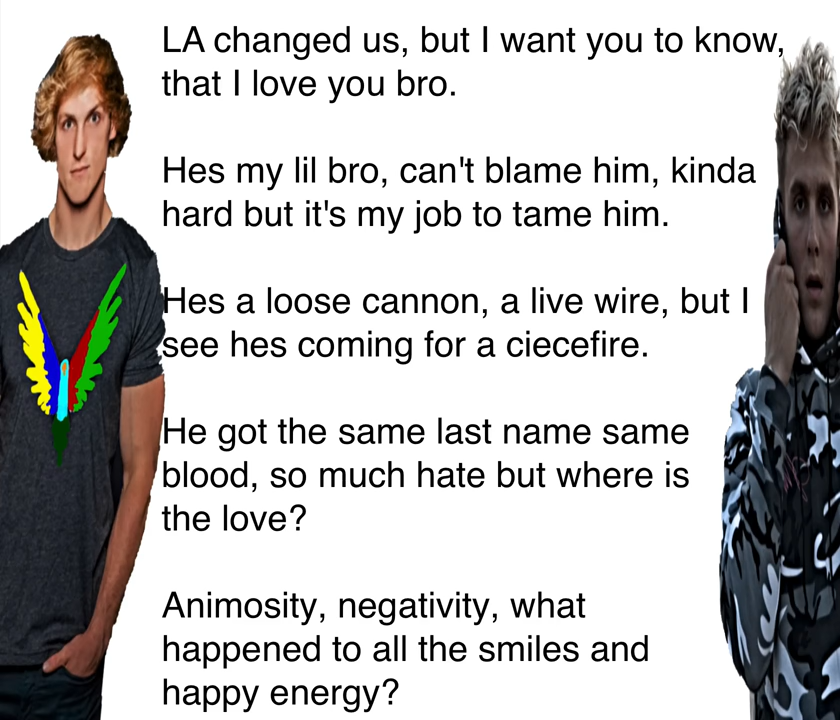 LA changed us, but I want you to know,
that I love you bro.
Hes my lil bro, can't blame him, kinda
hard but it's my job to tame him.
Hes a loose cannon, a live wire, but I
see hes coming for a ciecefire.
He got the same last name same
blood, so much hate but where is
the love?
Animosity, negativity, what
happened to all the smiles and
happy energy?